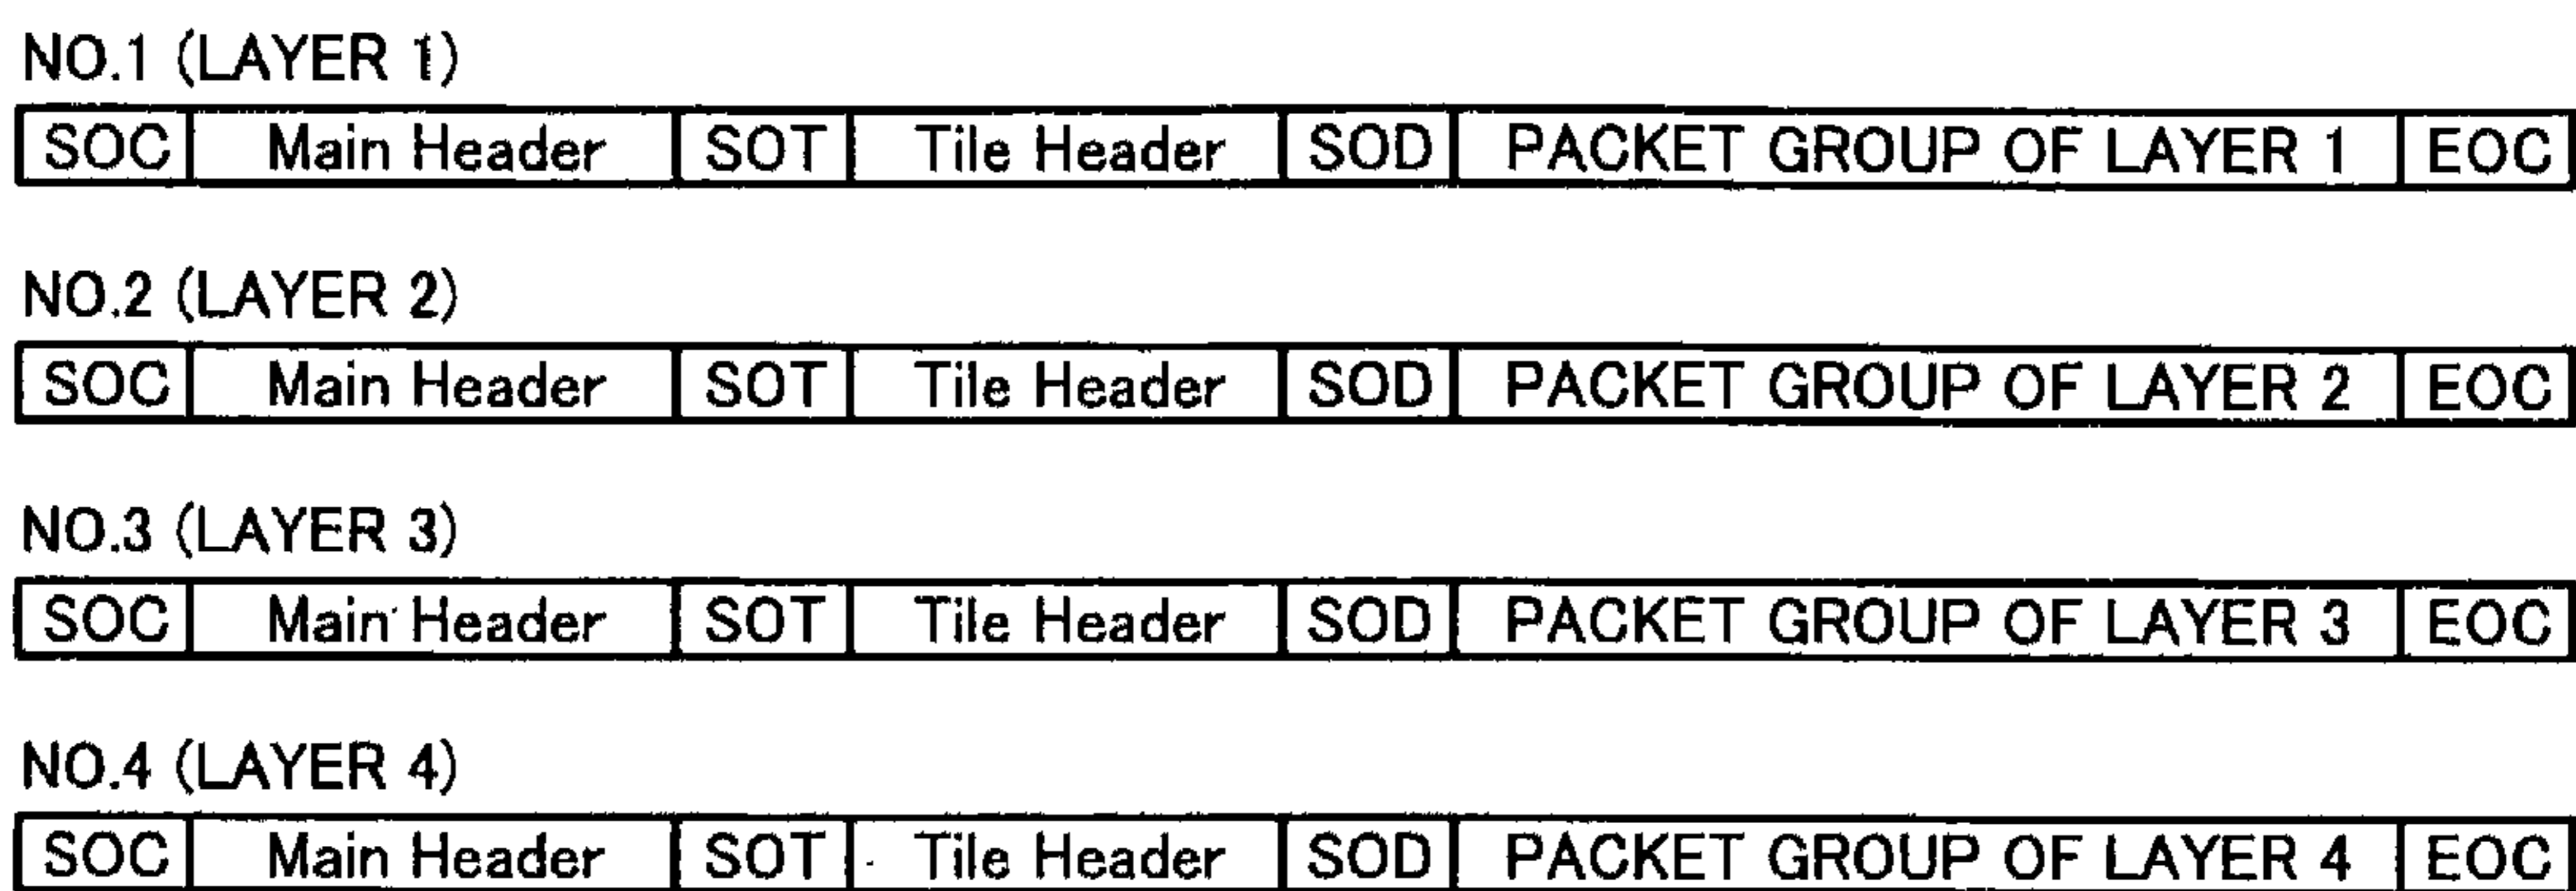 NO.1 (LAYER 1)
SOC Main Header SOT Tile Header SOD PACKET GROUP OF LAYER 1 EOC
NO.2 (LAYER 2)
SOC Main Header SOT Tile Header SOD PACKET GROUP OF LAYER 2 EOC
NO.3 (LAYER 3)
SOC Main Header SOT Tile Header SOD PACKET GROUP OF LAYER 3 EOC
NO.4 (LAYER 4)
SOC Main Header SOT Tile Header SOD PACKET GROUP OF LAYER 4 EOC